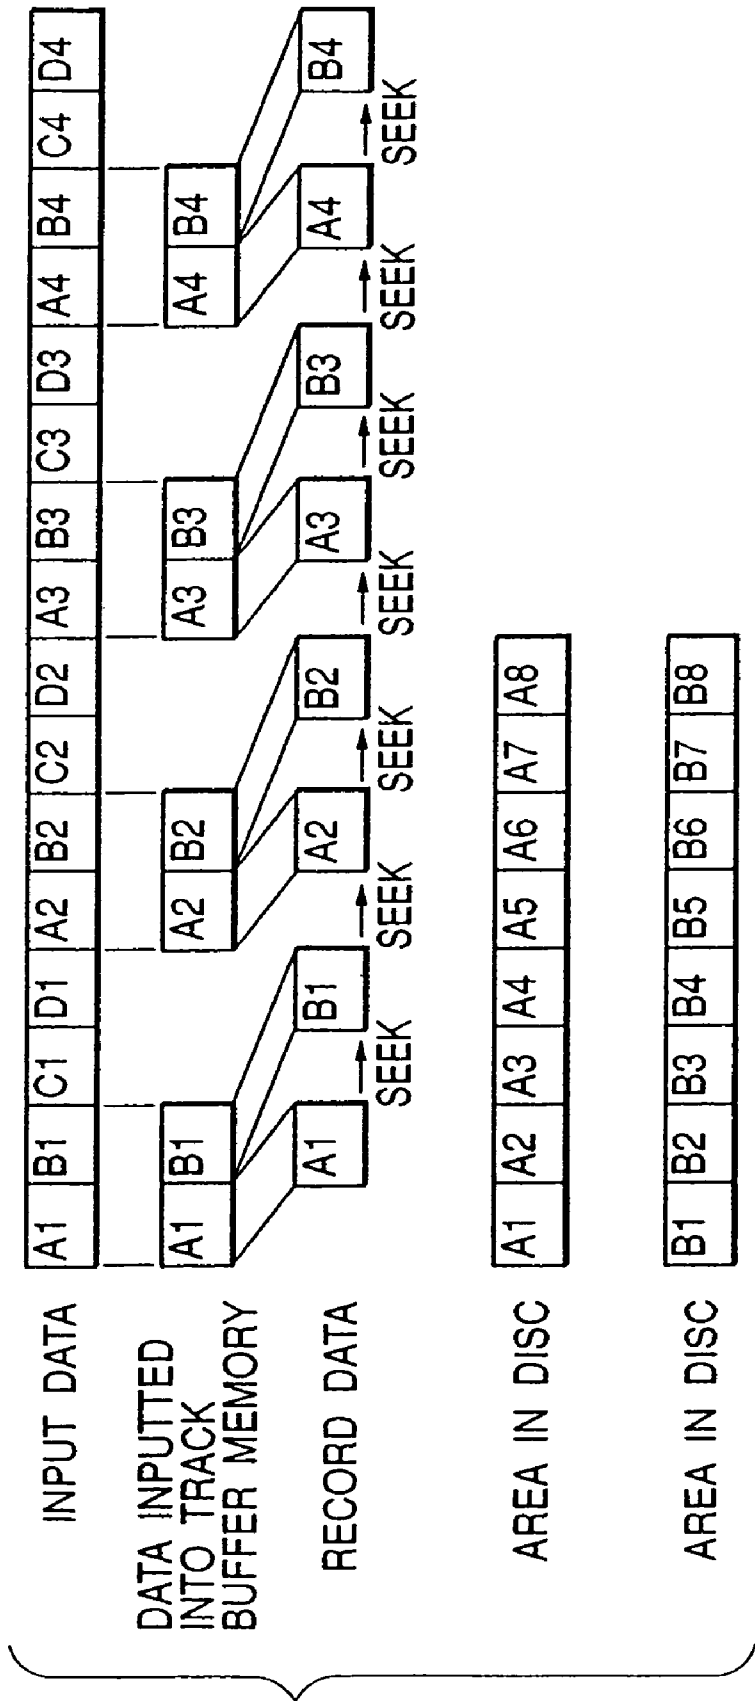 INPUT DATA
A1 B1 C1 D1 A2 B2 C2 D2 A3 B3 C3 D3 A4 B4 C4 D4
DATA INPUTTED
INTO TRACK
BUFFER MEMORY
A1 B1 A2 B2 A3 B3 A4 B4
RECORD DATA
A1 B1 A2 B2 A3 B3 A4 B4
SEEK SEEK SEEK SEEK SEEK SEEK SEEK
AREA IN DISC
A1 A2 A3 A4 A5 A6 A7 A8
AREA IN DISC
B1 B2 B3 B4 B5 B6 B7 B8